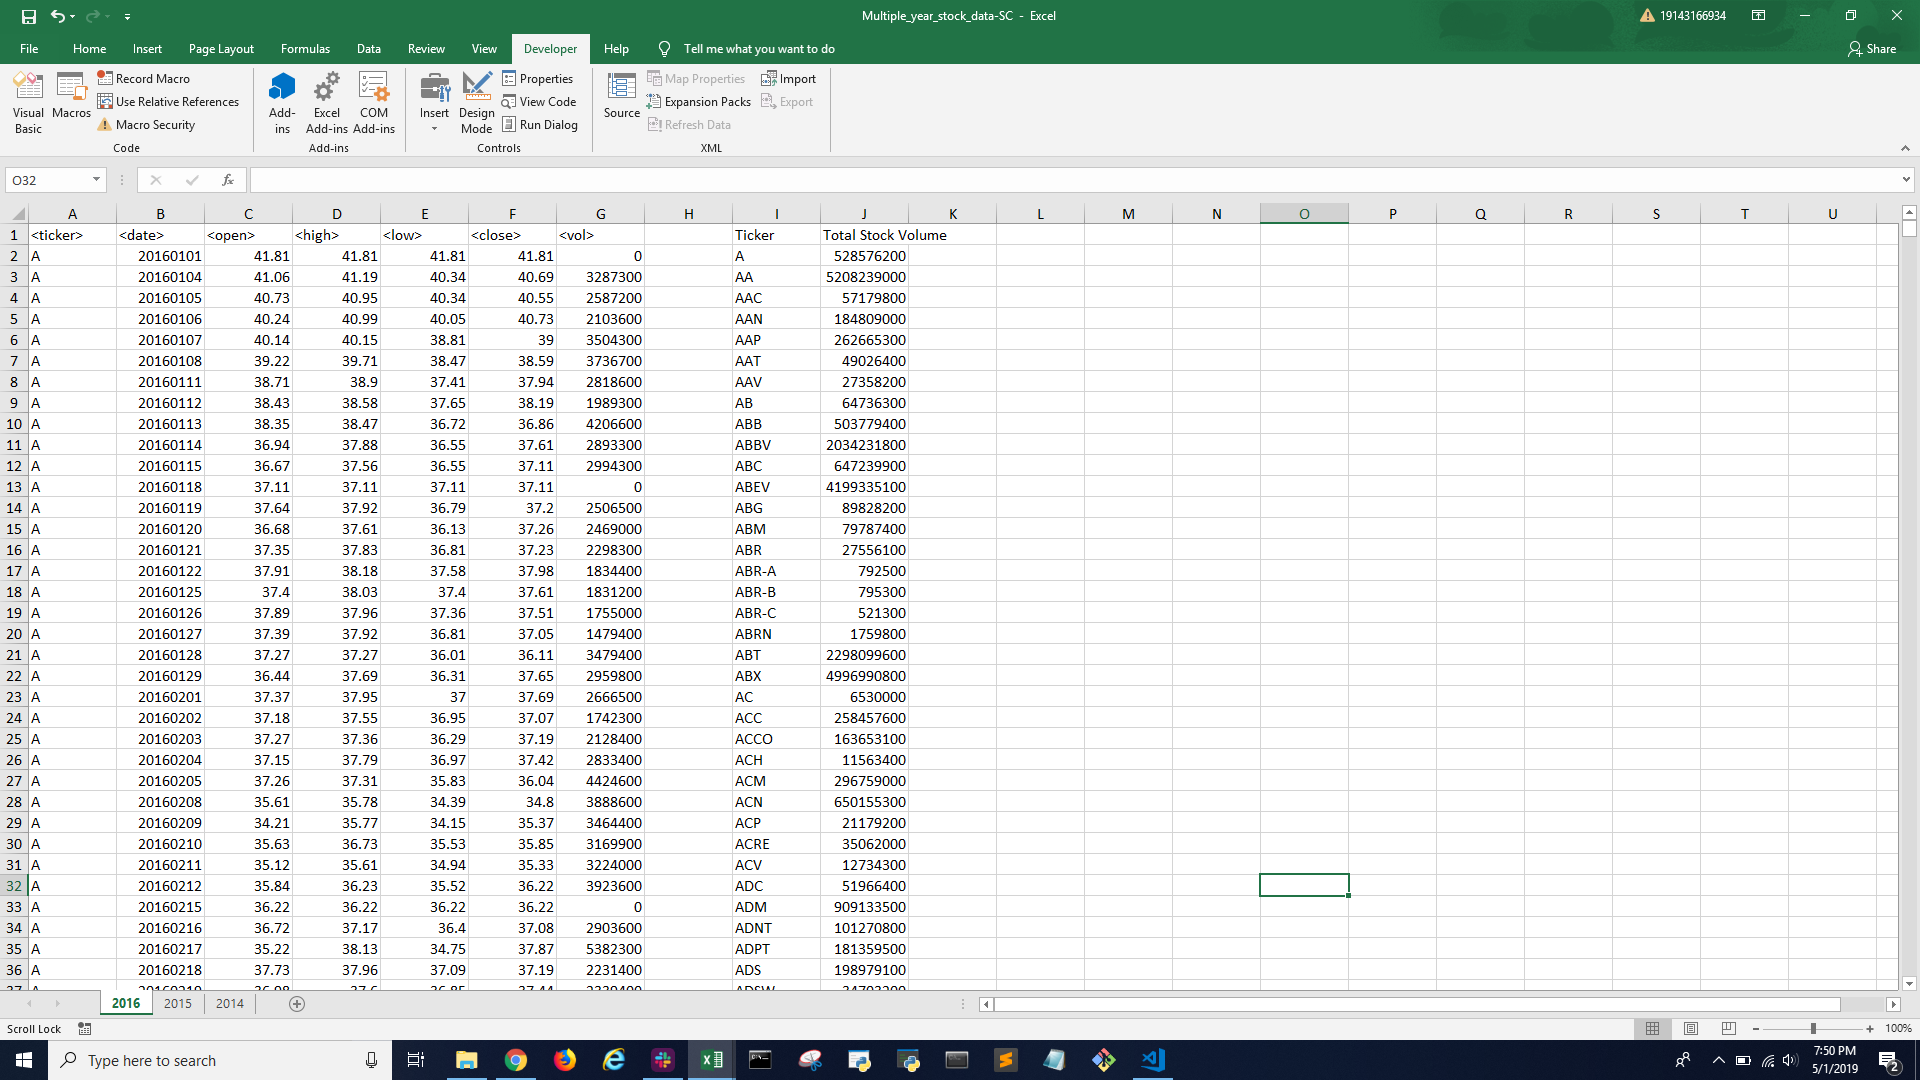 Multiple_year_stock_data-SC - Excel
19143166934
File Home Insert Page Layout Formulas Data Review View Developer Help Tell me what you want to do Share
Visual Basic
Macros
Record Macro
Use Relative References
Macro Security
Code
Add-ins
Excel Add-ins
COM Add-ins
Add-ins
Insert
Design Mode
Properties
View Code
Run Dialog
Controls
Source
Map Properties
Expansion Packs
Refresh Data
Import
Export
XML
O32
fx
A B C D E F G H I J K L M N O P Q R S T U
1 <ticker> <date> <open> <high> <low> <close> <vol> Ticker Total Stock Volume
2 A 20160101 41.81 41.81 41.81 41.81 0 A 528576200
3 A 20160104 41.06 41.19 40.34 40.69 3287300 AA 5208239000
4 A 20160105 40.73 40.95 40.34 40.55 2587200 AAC 57179800
5 A 20160106 40.24 40.99 40.05 40.73 2103600 AAN 184809000
6 A 20160107 40.14 40.15 38.81 39 3504300 AAP 262665300
7 A 20160108 39.22 39.71 38.47 38.59 3736700 AAT 49026400
8 A 20160111 38.71 38.9 37.41 37.94 2818600 AAV 27358200
9 A 20160112 38.43 38.58 37.65 38.19 1989300 AB 64736300
10 A 20160113 38.35 38.47 36.72 36.86 4206600 ABB 503779400
11 A 20160114 36.94 37.88 36.55 37.61 2893300 ABBV 2034231800
12 A 20160115 36.67 37.56 36.55 37.11 2994300 ABC 647239900
13 A 20160118 37.11 37.11 37.11 37.11 0 ABEV 4199335100
14 A 20160119 37.64 37.92 36.79 37.2 2506500 ABG 89828200
15 A 20160120 36.68 37.61 36.13 37.26 2469000 ABM 79787400
16 A 20160121 37.35 37.83 36.81 37.23 2298300 ABR 27556100
17 A 20160122 37.91 38.18 37.58 37.98 1834400 ABR-A 792500
18 A 20160125 37.4 38.03 37.4 37.61 1831200 ABR-B 795300
19 A 20160126 37.89 37.96 37.36 37.51 1755000 ABR-C 521300
20 A 20160127 37.39 37.92 36.81 37.05 1479400 ABRN 1759800
21 A 20160128 37.27 37.27 36.01 36.11 3479400 ABT 2298099600
22 A 20160129 36.44 37.69 36.31 37.65 2959800 ABX 4996990800
23 A 20160201 37.37 37.95 37 37.69 2666500 AC 6530000
24 A 20160202 37.18 37.55 36.95 37.07 1742300 ACC 258457600
25 A 20160203 37.27 37.36 36.29 37.19 2128400 ACCO 163653100
26 A 20160204 37.15 37.79 36.97 37.42 2833400 ACH 11563400
27 A 20160205 37.26 37.31 35.83 36.04 4424600 ACM 296759000
28 A 20160208 35.61 35.78 34.39 34.8 3888600 ACN 650155300
29 A 20160209 34.21 35.77 34.15 35.37 3464400 ACP 21179200
30 A 20160210 35.63 36.73 35.53 35.85 3169900 ACRE 35062000
31 A 20160211 35.12 35.61 34.94 35.33 3224000 ACV 12734300
32 A 20160212 35.84 36.23 35.52 36.22 3923600 ADC 51966400
33 A 20160215 36.22 36.22 36.22 36.22 0 ADM 909133500
34 A 20160216 36.72 37.17 36.4 37.08 2903600 ADNT 101270800
35 A 20160217 35.22 38.13 34.75 37.87 5382300 ADPT 181359500
36 A 20160218 37.73 37.96 37.09 37.19 2231400 ADS 198979100
2016 2015 2014
Scroll Lock
100%
Type here to search
7:50 PM
5/1/2019
2